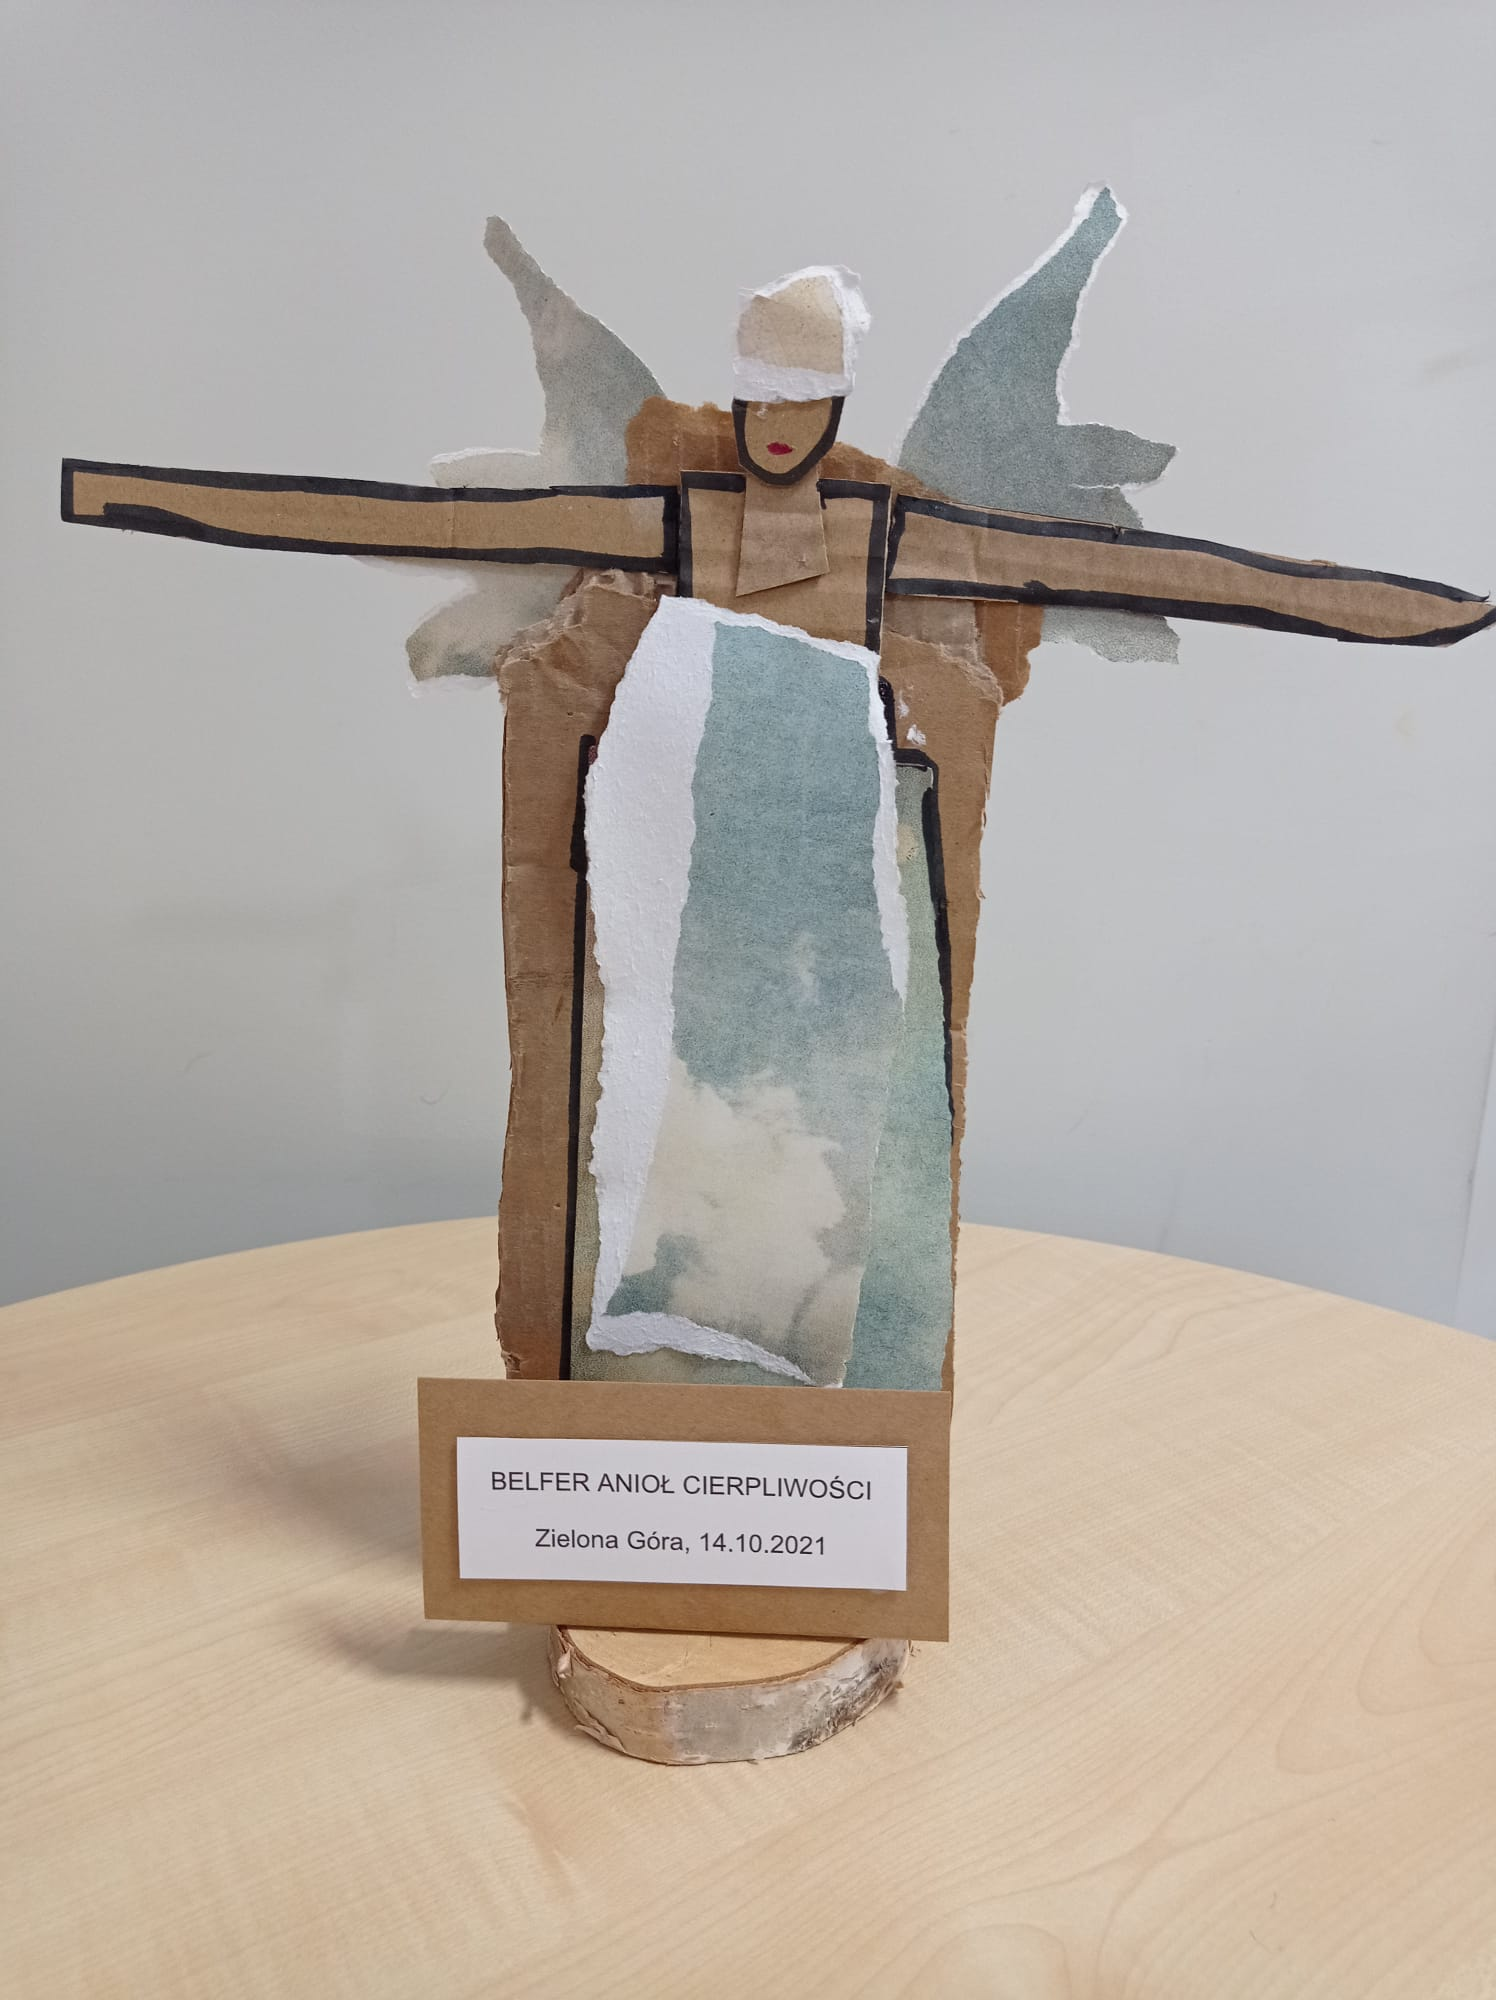 BELFER ANIOŁ CIERPLIWOŚCI
Zielona Góra, 14.10.2021